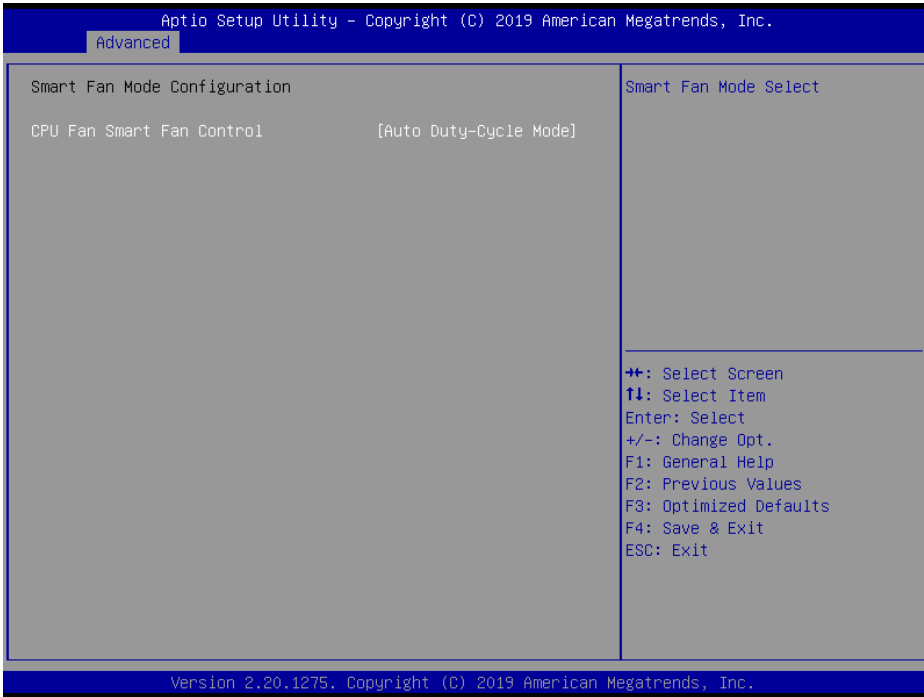 Aptio Setup Utility – Copyright (C) 2019 American Megatrends, Inc.
Advanced
Smart Fan Mode Configuration
CPU Fan Smart Fan Control [Auto Duty-Cycle Mode]
Smart Fan Mode Select
→←: Select Screen
↑↓: Select Item
Enter: Select
+/-: Change Opt.
F1: General Help
F2: Previous Values
F3: Optimized Defaults
F4: Save & Exit
ESC: Exit
Version 2.20.1275. Copyright (C) 2019 American Megatrends, Inc.